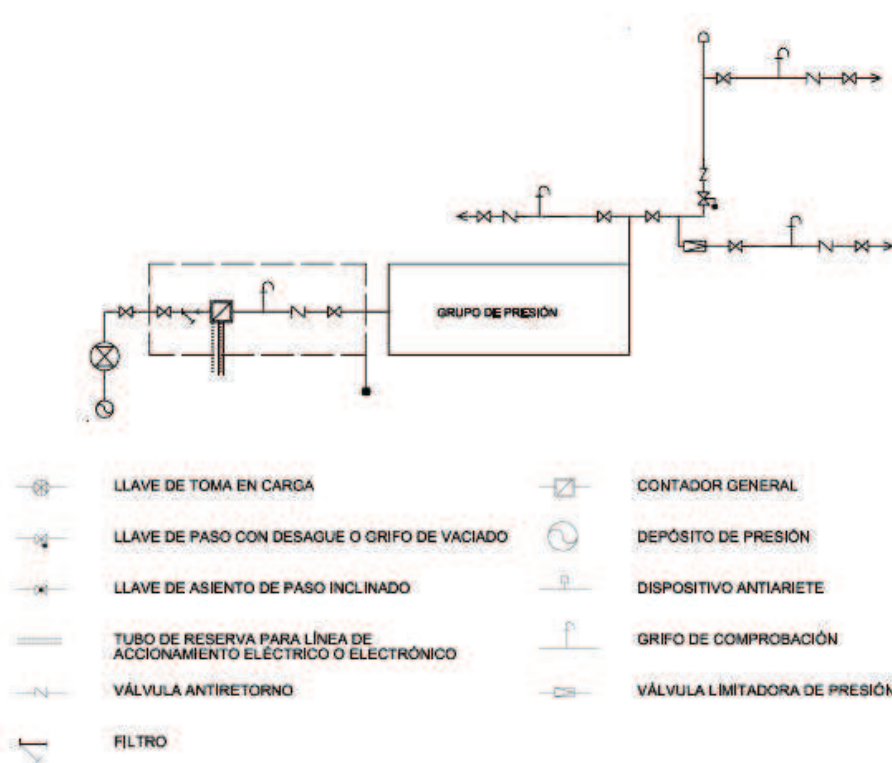 GRUPO DE PRESIÓN
LLAVE DE TOMA EN CARGA
CONTADOR GENERAL
LLAVE DE PASO CON DESAGUE O GRIFO DE VACIADO
DEPÓSITO DE PRESIÓN
LLAVE DE ASIENTO DE PASO INCLINADO
DISPOSITIVO ANTIARIETE
TUBO DE RESERVA PARA LÍNEA DE
ACCIONAMIENTO ELÉCTRICO O ELECTRÓNICO
GRIFO DE COMPROBACIÓN
VÁLVULA ANTIRETORNO
VÁLVULA LIMITADORA DE PRESIÓN
FILTRO